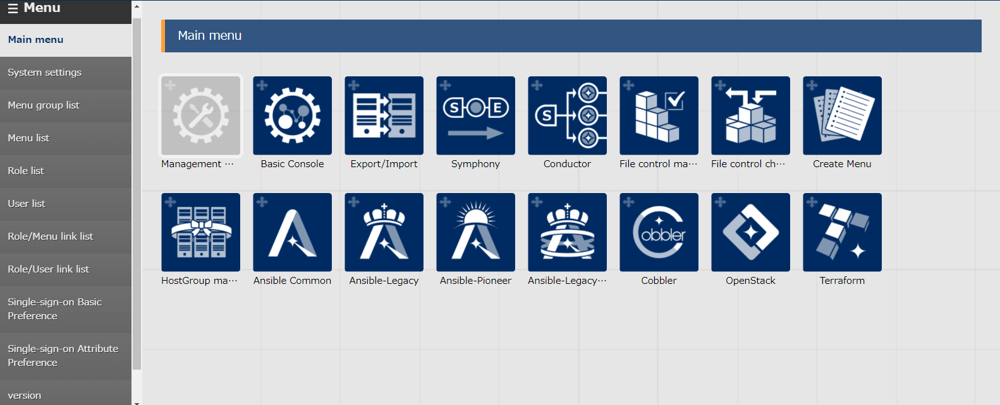 ☰ Menu
Main menu
System settings
Menu group list
Menu list
Role list
User list
Role/Menu link list
Role/User link list
Single-sign-on Basic
Preference
Single-sign-on Attribute
Preference
version
Main menu
S O E
S
Management ···
Basic Console
Export/Import
Symphony
Conductor
File control ma···
File control ch···
Create Menu
Cobbler
HostGroup ma···
Ansible Common
Ansible-Legacy
Ansible-Pioneer
Ansible-Legacy···
Cobbler
OpenStack
Terraform